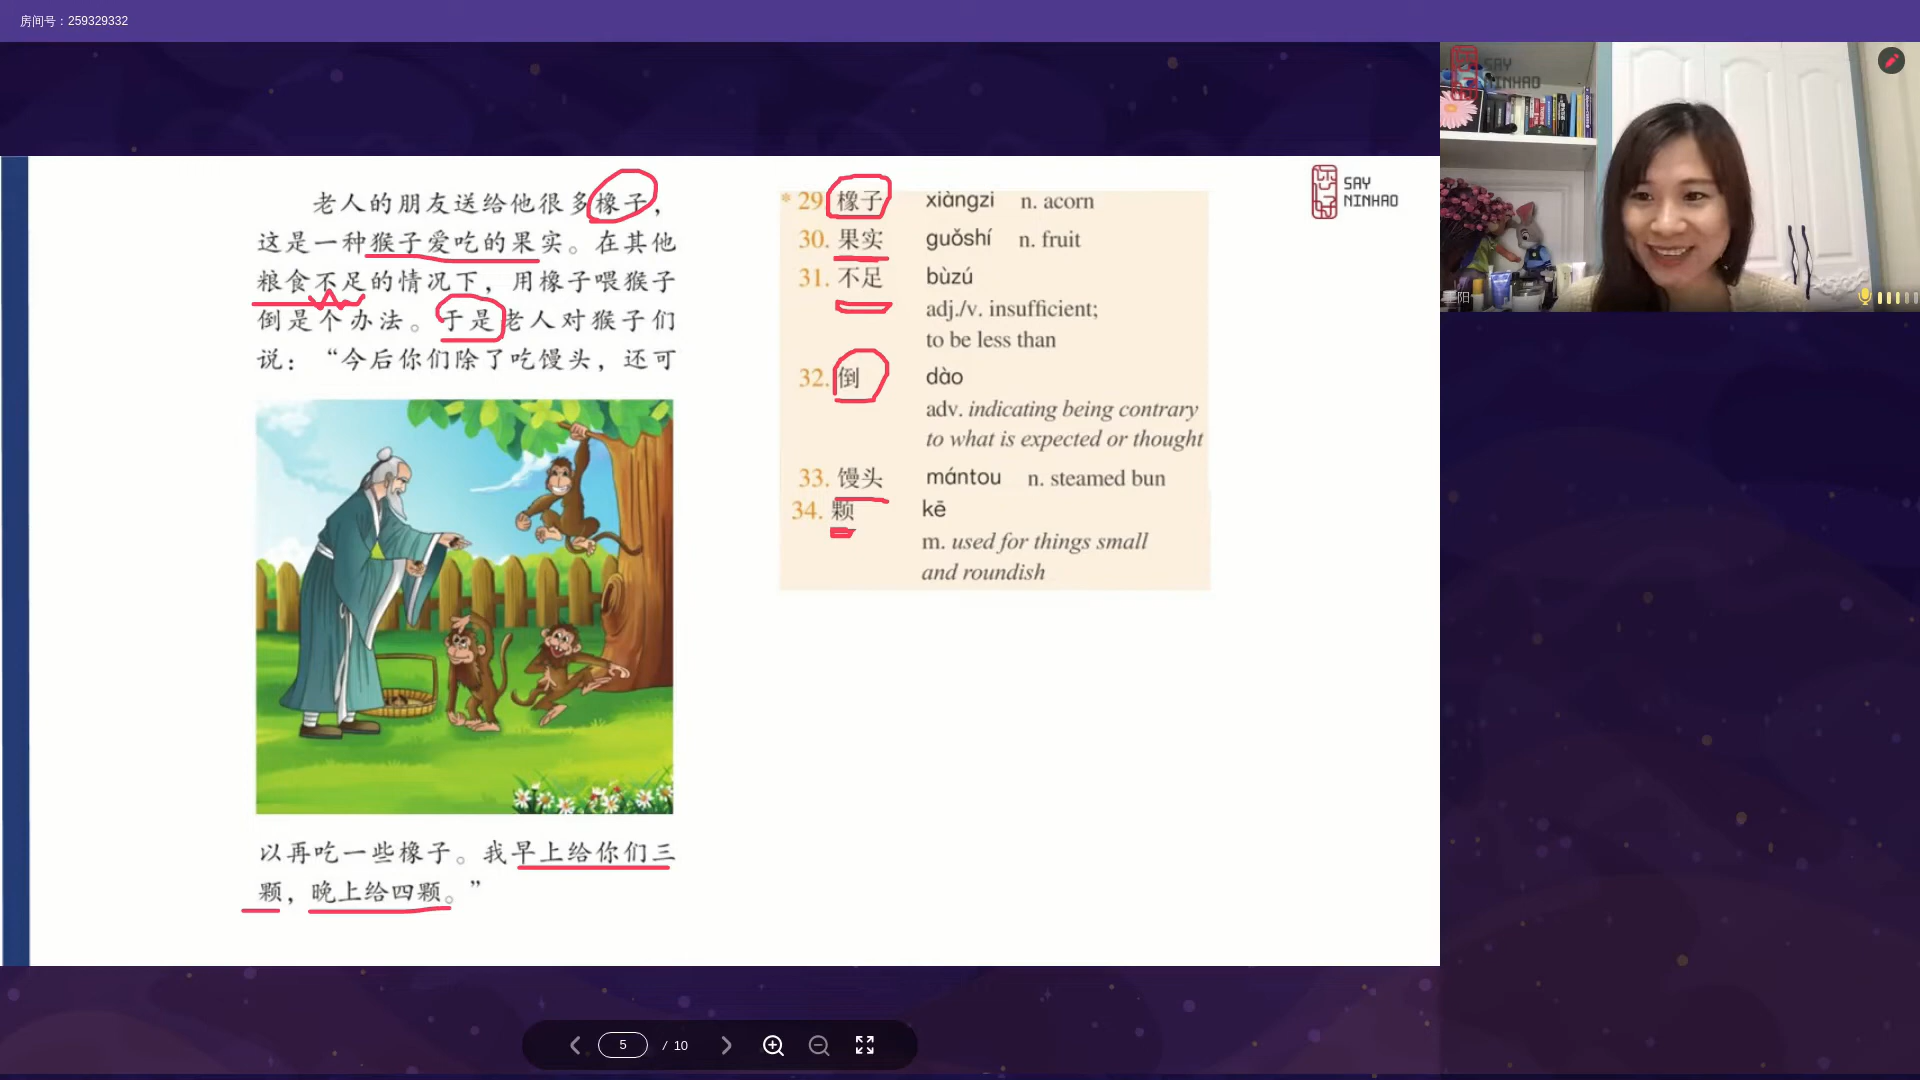 房间号：259329332
SAY
NINHAO
老人的朋友送给他很多橡子，
这是一种猴子爱吃的果实。在其他
粮食不足的情况下，用橡子喂猴子
倒是个办法。于是老人对猴子们
说：“今后你们除了吃馒头，还可
以再吃一些橡子。我早上给你们三
颗，晚上给四颗。”
* 29 橡子 xiàngzi n. acorn
30. 果实 guǒshí n. fruit
31. 不足 bùzú
adj./v. insufficient;
to be less than
32. 倒 dào
adv. indicating being contrary
to what is expected or thought
33. 馒头 mántou n. steamed bun
34. 颗 kē
m. used for things small
and roundish
SAY
NINHAO
5 / 10